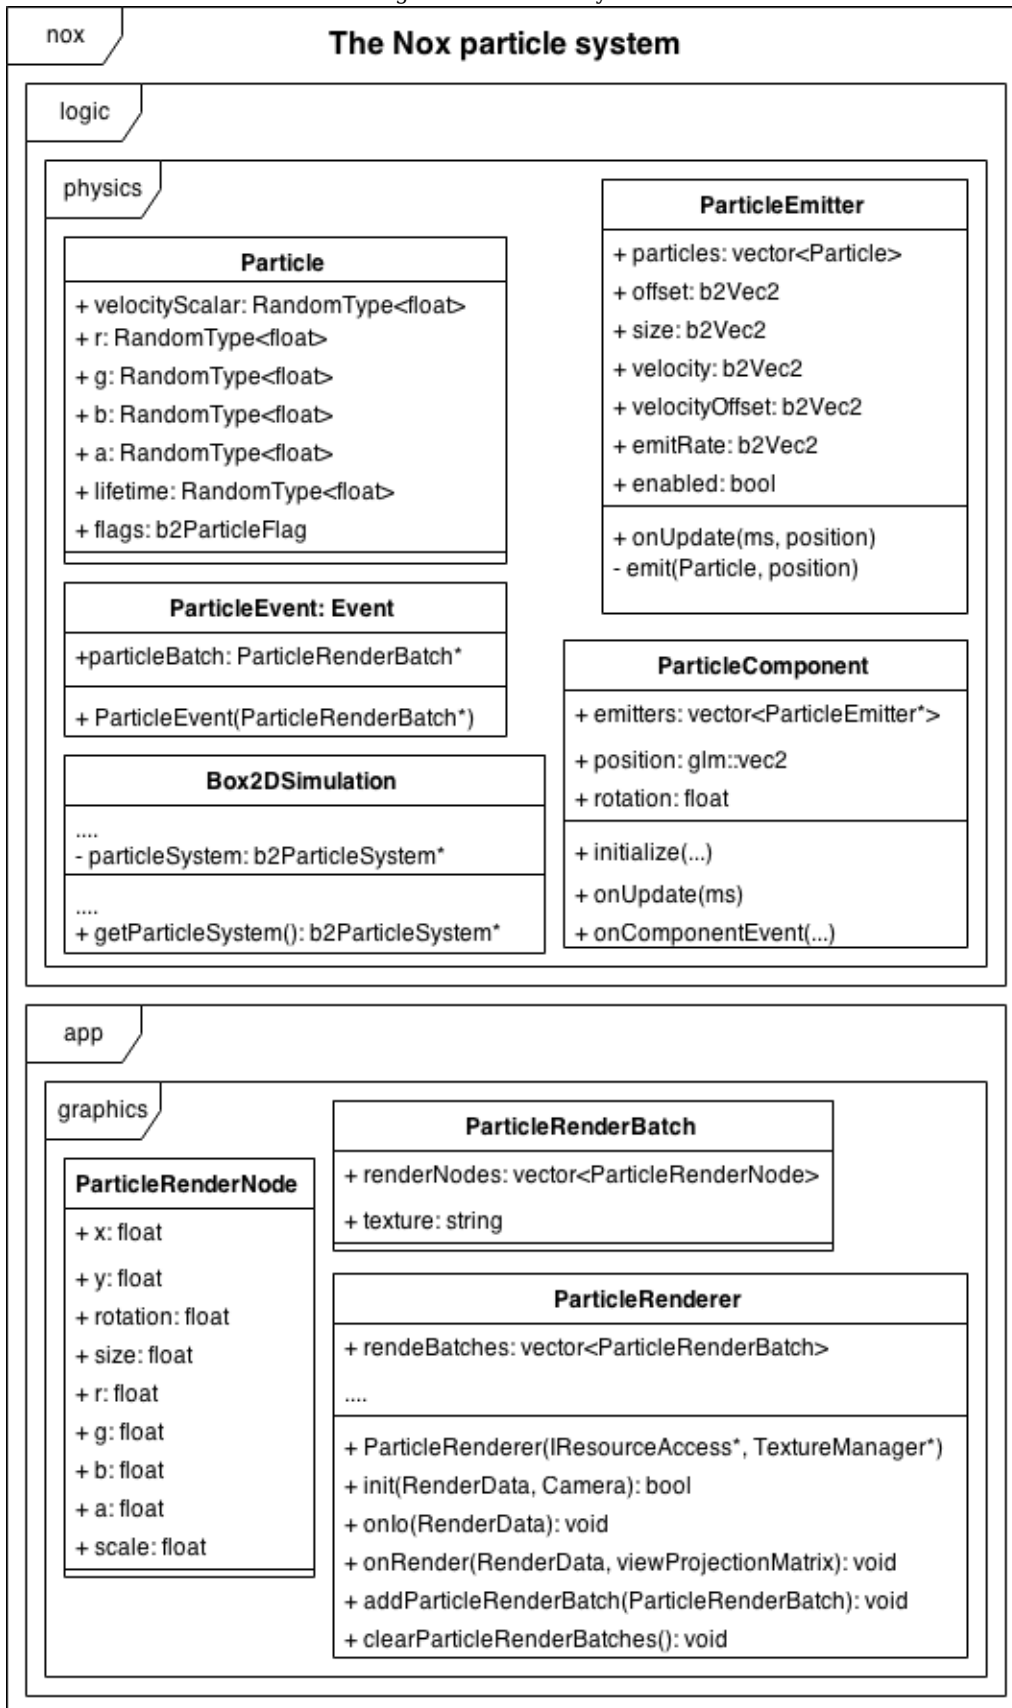 nox
The Nox particle system
logic
physics
Particle
+ velocityScalar: RandomType<float>
+ r: RandomType<float>
+ g: RandomType<float>
+ b: RandomType<float>
+ a: RandomType<float>
+ lifetime: RandomType<float>
+ flags: b2ParticleFlag
ParticleEmitter
+ particles: vector<Particle>
+ offset: b2Vec2
+ size: b2Vec2
+ velocity: b2Vec2
+ velocityOffset: b2Vec2
+ emitRate: b2Vec2
+ enabled: bool
+ onUpdate(ms, position)
- emit(Particle, position)
ParticleEvent: Event
+particleBatch: ParticleRenderBatch*
+ ParticleEvent(ParticleRenderBatch*)
ParticleComponent
+ emitters: vector<ParticleEmitter*>
+ position: glm::vec2
+ rotation: float
+ initialize(...)
+ onUpdate(ms)
+ onComponentEvent(...)
Box2DSimulation
....
- particleSystem: b2ParticleSystem*
....
+ getParticleSystem(): b2ParticleSystem*
app
graphics
ParticleRenderNode
+ x: float
+ y: float
+ rotation: float
+ size: float
+ r: float
+ g: float
+ b: float
+ a: float
+ scale: float
ParticleRenderBatch
+ renderNodes: vector<ParticleRenderNode>
+ texture: string
ParticleRenderer
+ rendeBatches: vector<ParticleRenderBatch>
....
+ ParticleRenderer(IResourceAccess*, TextureManager*)
+ init(RenderData, Camera): bool
+ onIo(RenderData): void
+ onRender(RenderData, viewProjectionMatrix): void
+ addParticleRenderBatch(ParticleRenderBatch): void
+ clearParticleRenderBatches(): void